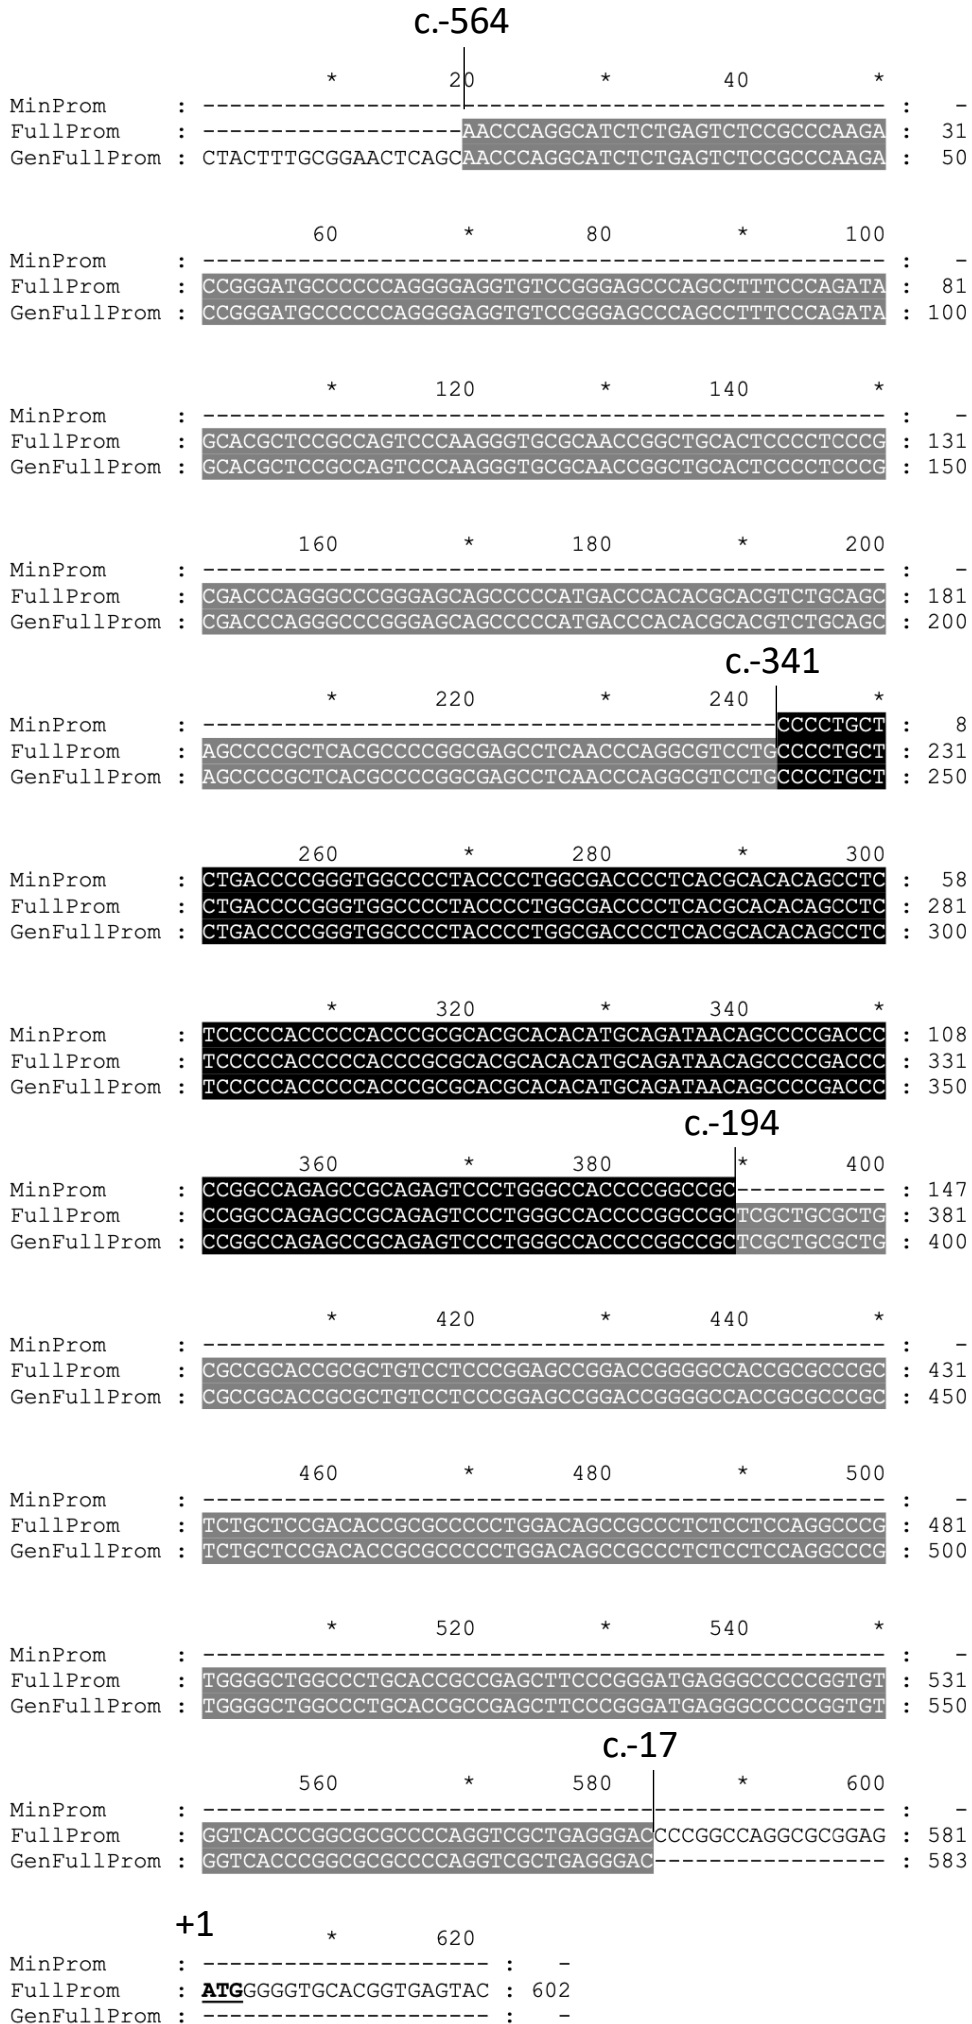 c.-564
* 20 * 40 *
MinProm : -------------------------------------------------- : -
FullProm : -------------------AACCCAGGCATCTCTGAGTCTCCGCCCAAGA : 31
GenFullProm : CTACTTTGCGGAACTCAGCAACCCAGGCATCTCTGAGTCTCCGCCCAAGA : 50
60 * 80 * 100
MinProm : -------------------------------------------------- : -
FullProm : CCGGGATGCCCCCCAGGGGAGGTGTCCGGGAGCCCAGCCTTTCCCAGATA : 81
GenFullProm : CCGGGATGCCCCCCAGGGGAGGTGTCCGGGAGCCCAGCCTTTCCCAGATA : 100
* 120 * 140 *
MinProm : -------------------------------------------------- : -
FullProm : GCACGCTCCGCCAGTCCCAAGGGTGCGCAACCGGCTGCACTCCCCTCCCG : 131
GenFullProm : GCACGCTCCGCCAGTCCCAAGGGTGCGCAACCGGCTGCACTCCCCTCCCG : 150
160 * 180 * 200
MinProm : -------------------------------------------------- : -
FullProm : CGACCCAGGGCCCGGGAGCAGCCCCCATGACCCACACGCACGTCTGCAGC : 181
GenFullProm : CGACCCAGGGCCCGGGAGCAGCCCCCATGACCCACACGCACGTCTGCAGC : 200
c.-341
* 220 * 240 *
MinProm : ------------------------------------------CCCCTGCT : 8
FullProm : AGCCCCGCTCACGCCCCGGCGAGCCTCAACCCAGGCGTCCTGCCCCTGCT : 231
GenFullProm : AGCCCCGCTCACGCCCCGGCGAGCCTCAACCCAGGCGTCCTGCCCCTGCT : 250
260 * 280 * 300
MinProm : CTGACCCCGGGTGGCCCCTACCCCTGGCGACCCCTCACGCACACAGCCTC : 58
FullProm : CTGACCCCGGGTGGCCCCTACCCCTGGCGACCCCTCACGCACACAGCCTC : 281
GenFullProm : CTGACCCCGGGTGGCCCCTACCCCTGGCGACCCCTCACGCACACAGCCTC : 300
* 320 * 340 *
MinProm : TCCCCCACCCCCACCCGCGCACGCACACATGCAGATAACAGCCCCGACCC : 108
FullProm : TCCCCCACCCCCACCCGCGCACGCACACATGCAGATAACAGCCCCGACCC : 331
GenFullProm : TCCCCCACCCCCACCCGCGCACGCACACATGCAGATAACAGCCCCGACCC : 350
c.-194
360 * 380 * 400
MinProm : CCGGCCAGAGCCGCAGAGTCCCTGGGCCACCCCGGCCGC----------- : 147
FullProm : CCGGCCAGAGCCGCAGAGTCCCTGGGCCACCCCGGCCGCTCGCTGCGCTG : 381
GenFullProm : CCGGCCAGAGCCGCAGAGTCCCTGGGCCACCCCGGCCGCTCGCTGCGCTG : 400
* 420 * 440 *
MinProm : -------------------------------------------------- : -
FullProm : CGCCGCACCGCGCTGTCCTCCCGGAGCCGGACCGGGGCCACCGCGCCCGC : 431
GenFullProm : CGCCGCACCGCGCTGTCCTCCCGGAGCCGGACCGGGGCCACCGCGCCCGC : 450
460 * 480 * 500
MinProm : -------------------------------------------------- : -
FullProm : TCTGCTCCGACACCGCGCCCCCTGGACAGCCGCCCTCTCCTCCAGGCCCG : 481
GenFullProm : TCTGCTCCGACACCGCGCCCCCTGGACAGCCGCCCTCTCCTCCAGGCCCG : 500
* 520 * 540 *
MinProm : -------------------------------------------------- : -
FullProm : TGGGGCTGGCCCTGCACCGCCGAGCTTCCCGGGATGAGGGCCCCCGGTGT : 531
GenFullProm : TGGGGCTGGCCCTGCACCGCCGAGCTTCCCGGGATGAGGGCCCCCGGTGT : 550
c.-17
560 * 580 * 600
MinProm : -------------------------------------------------- : -
FullProm : GGTCACCCGGCGCGCCCCAGGTCGCTGAGGGACCCCGGCCAGGCGCGGAG : 581
GenFullProm : GGTCACCCGGCGCGCCCCAGGTCGCTGAGGGAC----------------- : 583
+1
* 620
MinProm : --------------------- : -
FullProm : ATGGGGGTGCACGGTGAGTAC : 602
GenFullProm : --------------------- : -